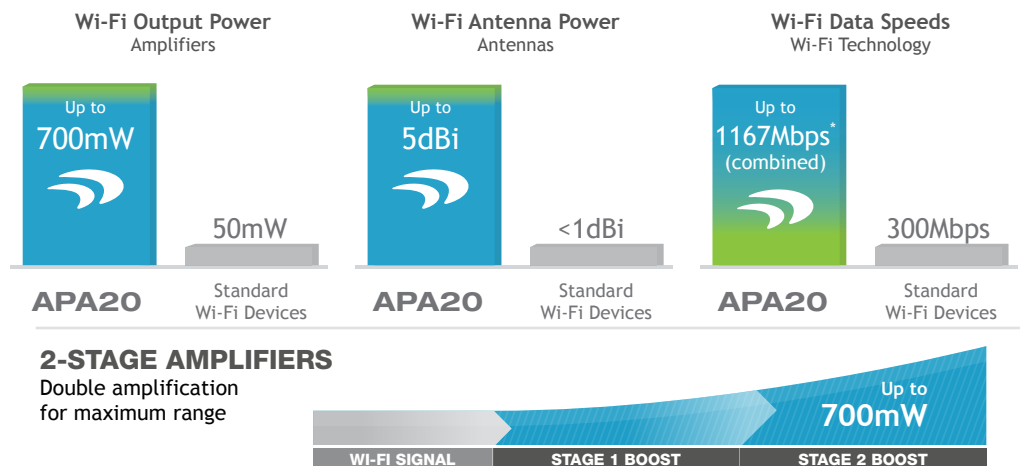 Wi-Fi Output Power
Amplifiers
Up to
700mW
50mW
APA20
Standard
Wi-Fi Devices
Wi-Fi Antenna Power
Antennas
Up to
5dBi
<1dBi
APA20
Standard
Wi-Fi Devices
Wi-Fi Data Speeds
Wi-Fi Technology
Up to
1167Mbps*
(combined)
300Mbps
APA20
Standard
Wi-Fi Devices
2-STAGE AMPLIFIERS
Double amplification
for maximum range
Up to
700mW
WI-FI SIGNAL
STAGE 1 BOOST
STAGE 2 BOOST